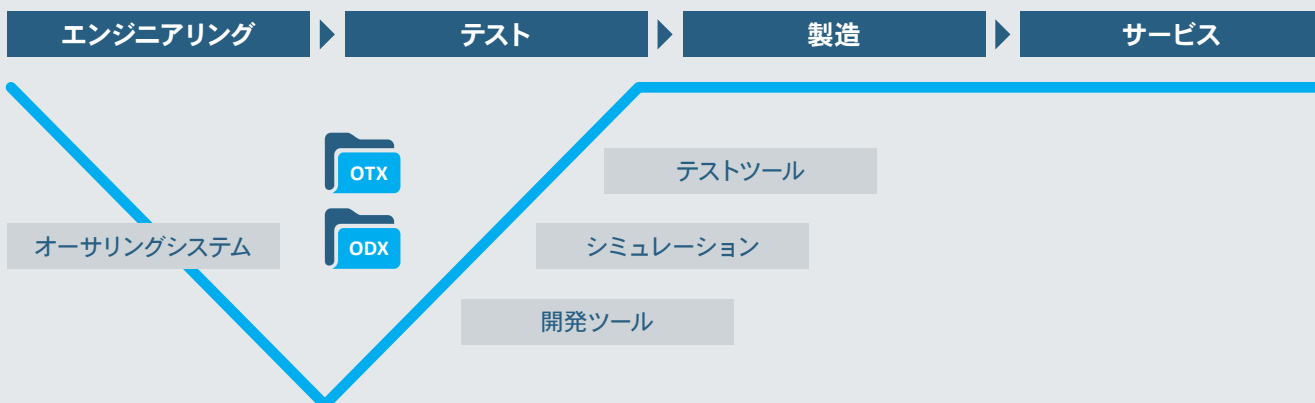 エンジニアリング
テスト
製造
サービス
OTX
テストツール
オーサリングシステム
ODX
シミュレーション
開発ツール